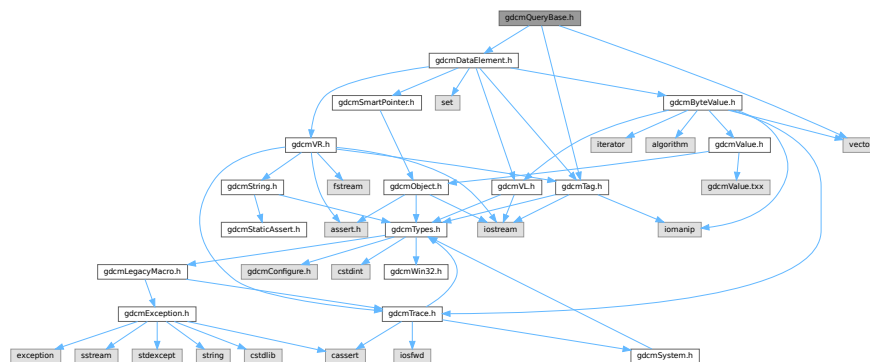 gdcmQueryBase.h
gdcmDataElement.h
gdcmSmartPointer.h
set
gdcmByteValue.h
gdcmVR.h
iterator
algorithm
gdcmValue.h
vecto
gdcmString.h
fstream
gdcmObject.h
gdcmVL.h
gdcmTag.h
gdcmValue.txx
gdcmStaticAssert.h
assert.h
gdcmTypes.h
iostream
iomanip
gdcmLegacyMacro.h
gdcmConfigure.h
cstdint
gdcmWin32.h
gdcmException.h
gdcmTrace.h
exception
sstream
stdexcept
string
cstdlib
cassert
iosfwd
gdcmSystem.h